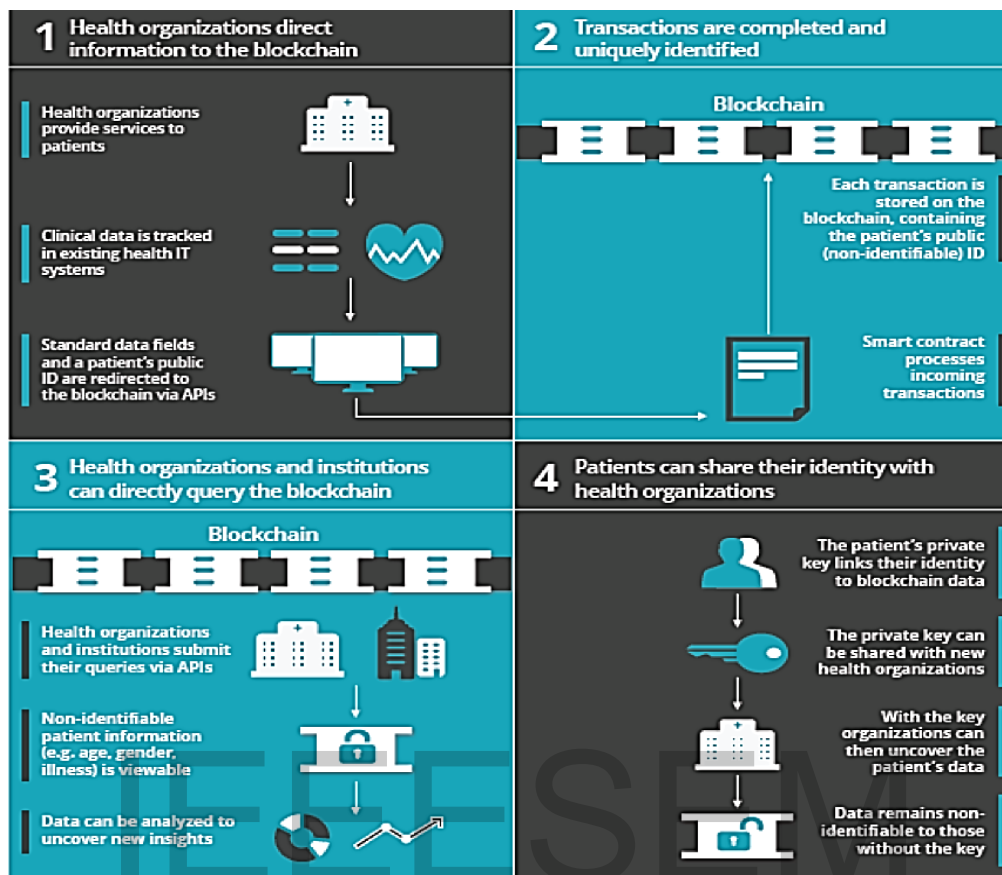 1 Health organizations direct
information to the blockchain
Health organizations
provide services to
patients
Clinical data is tracked
in existing health IT
systems
Standard data fields
and a patient's public
ID are redirected to
the blockchain via APIs
2 Transactions are completed and
uniquely identified
Blockchain
Each transaction is
stored on the
blockchain, containing
the patient's public
(non-identifiable) ID
Smart contract
processes
incoming
transactions
3 Health organizations and institutions
can directly query the blockchain
Blockchain
Health organizations
and institutions submit
their queries via APIs
Non-identifiable
patient information
(e.g. age, gender,
illness) is viewable
Data can be analyzed to
uncover new insights
4 Patients can share their identity with
health organizations
The patient's private
key links their identity
to blockchain data
The private key can
be shared with new
health organizations
With the key
organizations can
then uncover the
patient's data
Data remains non-
identifiable to those
without the key
IEEESEM